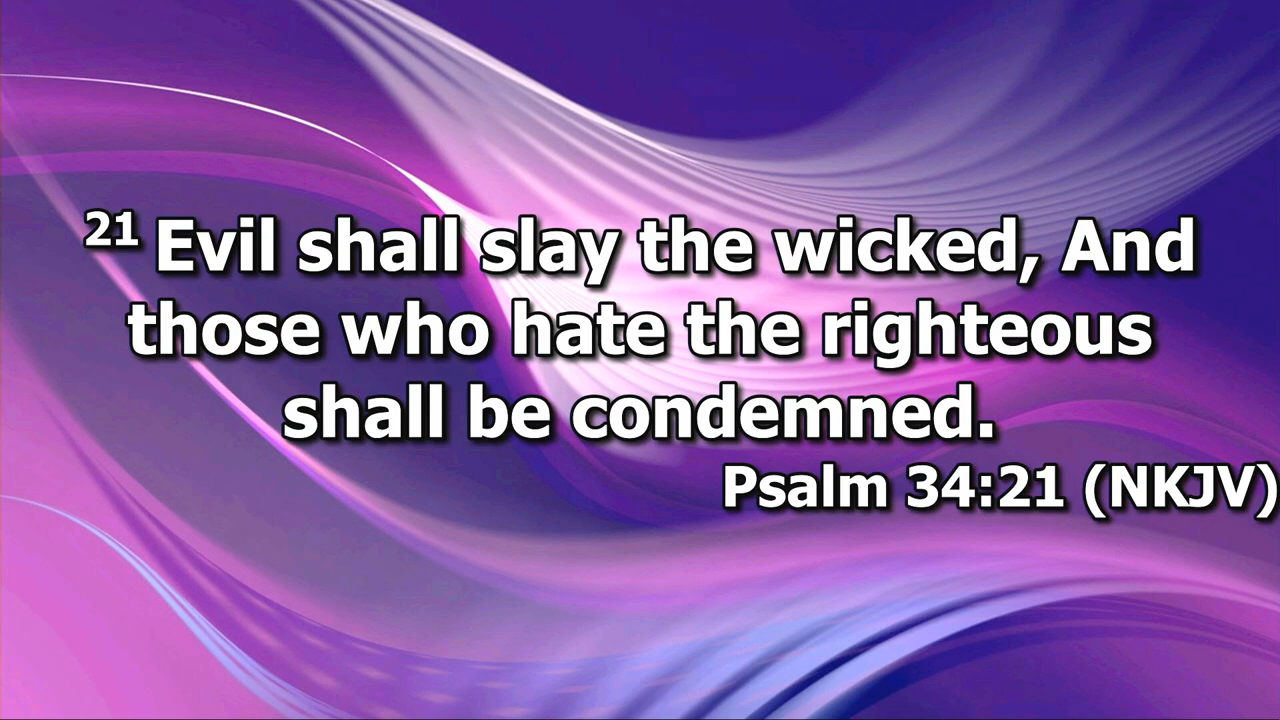 21 Evil shall slay the wicked, And
those who hate the righteous
shall be condemned.
Psalm 34:21 (NKJV)